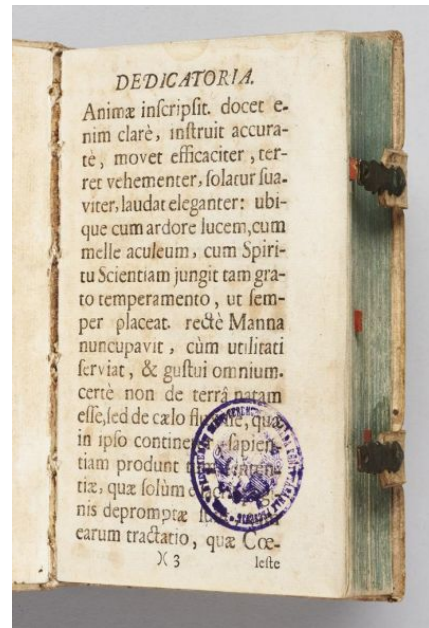 DEDICATORIA.
Animæ inſcripſit. docet e-
nim clarè, inſtruit accura-
tè, movet efficaciter, ter-
ret vehementer, ſolatur ſua-
viter, laudat eleganter: ubi-
que cum ardore lucem, cum
melle aculeum, cum Spiri-
tu Scientiam jungit tam gra-
to temperamento, ut ſem-
per placeat. rectè Manna
nuncupavit, cùm utilitati
ſerviat, & guſtui omnium.
certè non de terrâ natam
eſſe, ſed de cælo quæ
in ipſo ſapien-
tiam produnt
tiæ, quæ ſolùm
nis depromptæ
earum tractatio, quæ Cœ-
)( 3 leſte